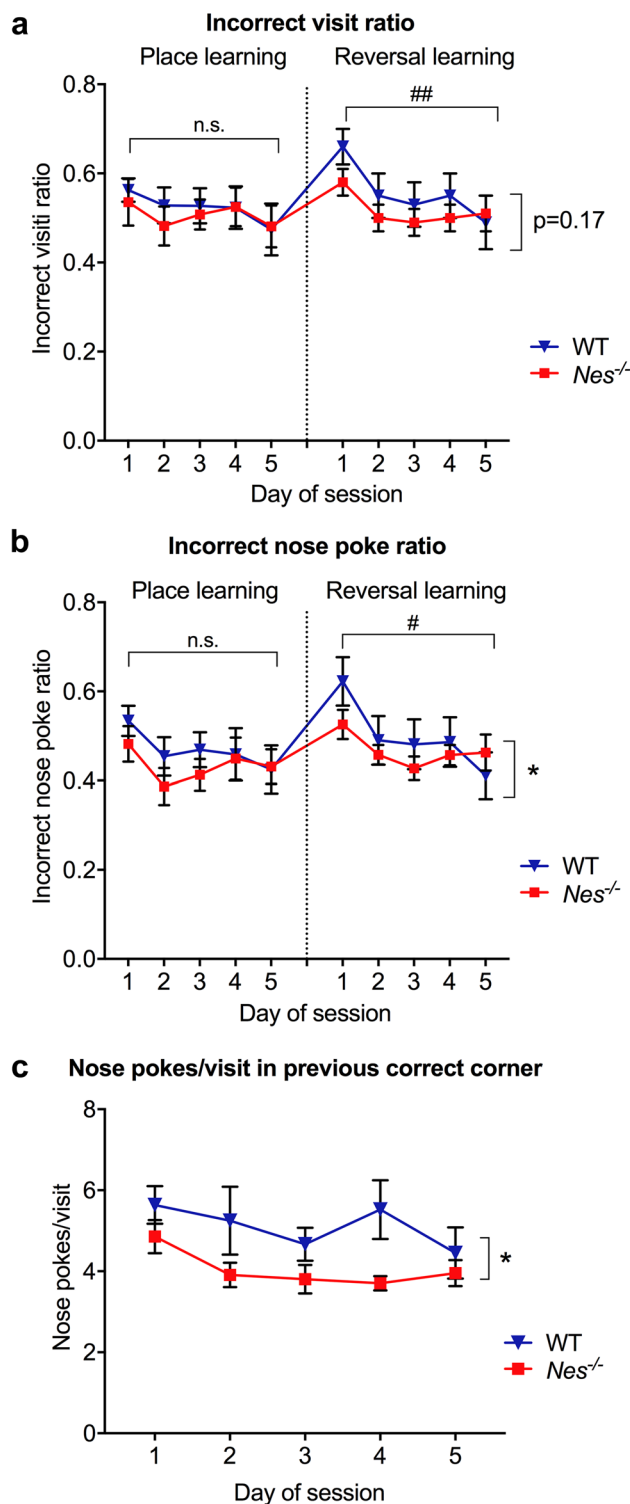 a
Incorrect visit ratio
Place learning
Reversal learning
0.8
0.6
0.4
0.2
0.0
Incorrect visiti ratio
n.s.
##
p=0.17
WT
Nes-/-
1 2 3 4 5 1 2 3 4 5
Day of session
b
Incorrect nose poke ratio
Place learning
Reversal learning
0.8
0.6
0.4
0.2
0.0
Incorrect nose poke ratio
n.s.
#
*
WT
Nes-/-
1 2 3 4 5 1 2 3 4 5
Day of session
c
Nose pokes/visit in previous correct corner
8
6
4
2
0
Nose pokes/visit
*
WT
Nes-/-
1 2 3 4 5
Day of session